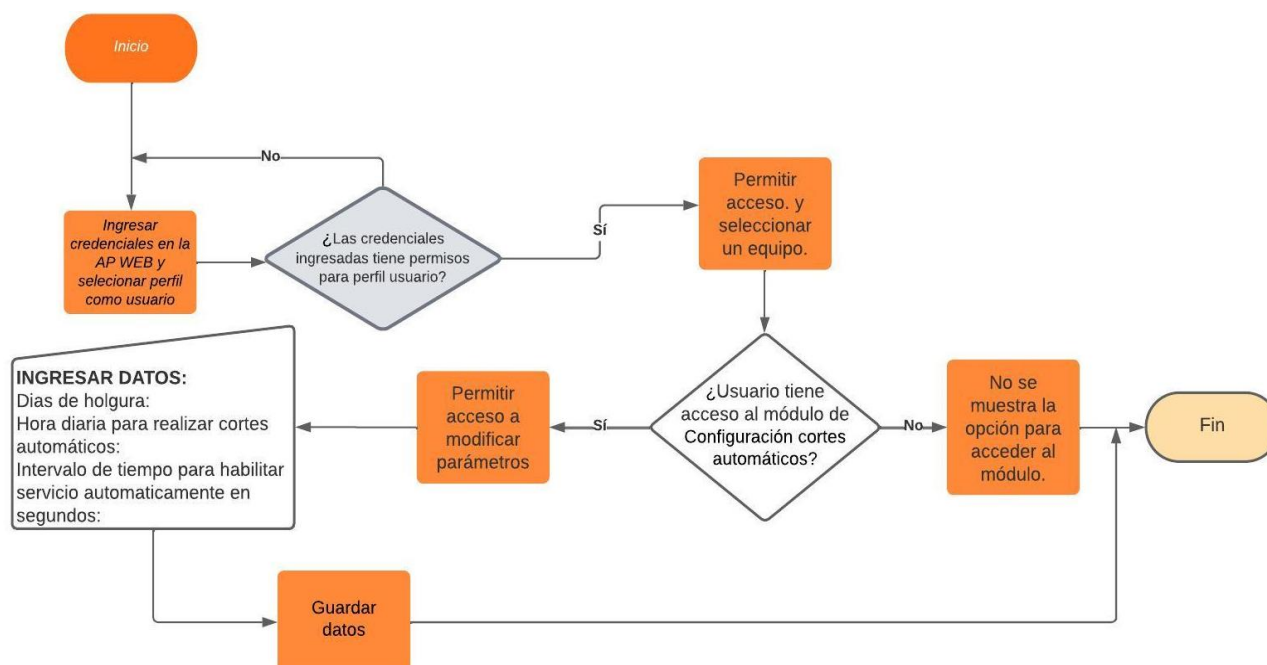 Inicio
No
Ingresar
credenciales en la
AP WEB y
selecionar perfil
como usuario
¿Las credenciales
ingresadas tiene permisos
para perfil usuario?
Sí
Permitir
acceso. y
seleccionar
un equipo.
INGRESAR DATOS:
Dias de holgura:
Hora diaria para realizar cortes
automáticos:
Intervalo de tiempo para habilitar
servicio automaticamente en
segundos:
Permitir
acceso a
modificar
parámetros
Sí
¿Usuario tiene
acceso al módulo de
Configuración cortes
automáticos?
No
No se
muestra la
opción para
acceder al
módulo.
Fin
Guardar
datos